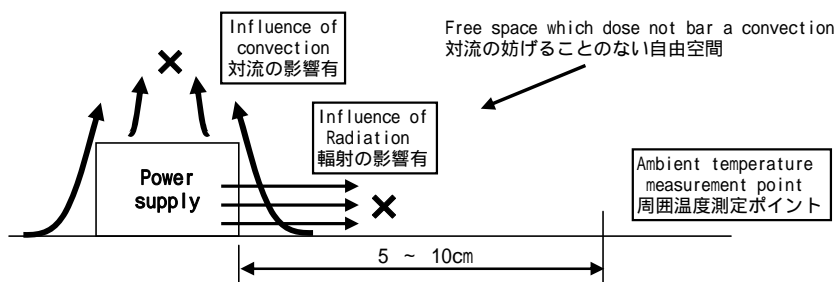 Influence of
convection
対流の影響有
Free space which dose not bar a convection
対流の妨げることのない自由空間
Influence of
Radiation
輻射の影響有
Power
supply
Ambient temperature
measurement point
周囲温度測定ポイント
5 ~ 10cm